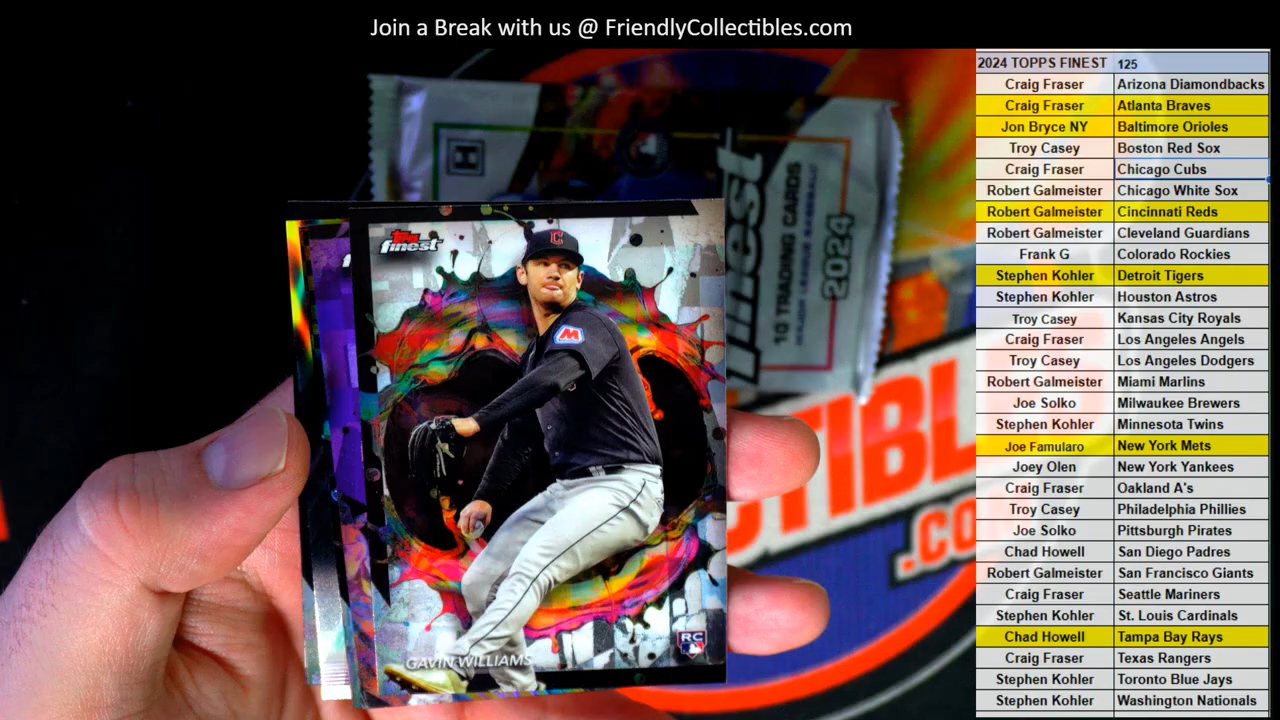 Join a Break with us @ FriendlyCollectibles.com
2024 TOPPS FINEST 125
Craig Fraser Arizona Diamondbacks
Craig Fraser Atlanta Braves
Jon Bryce NY Baltimore Orioles
Troy Casey Boston Red Sox
Craig Fraser Chicago Cubs
Robert Galmeister Chicago White Sox
Robert Galmeister Cincinnati Reds
Robert Galmeister Cleveland Guardians
Frank G Colorado Rockies
Stephen Kohler Detroit Tigers
Stephen Kohler Houston Astros
Troy Casey Kansas City Royals
Craig Fraser Los Angeles Angels
Troy Casey Los Angeles Dodgers
Robert Galmeister Miami Marlins
Joe Solko Milwaukee Brewers
Stephen Kohler Minnesota Twins
Joe Famularo New York Mets
Joey Olen New York Yankees
Craig Fraser Oakland A's
Troy Casey Philadelphia Phillies
Joe Solko Pittsburgh Pirates
Chad Howell San Diego Padres
Robert Galmeister San Francisco Giants
Craig Fraser Seattle Mariners
Stephen Kohler St. Louis Cardinals
Chad Howell Tampa Bay Rays
Craig Fraser Texas Rangers
Stephen Kohler Toronto Blue Jays
Stephen Kohler Washington Nationals
H
finest
10 TRADING CARDS
MAJOR LEAGUE BASEBALL
2024
Topps
finest
C
M
RC
GAVIN WILLIAMS
CTIBL
.CO